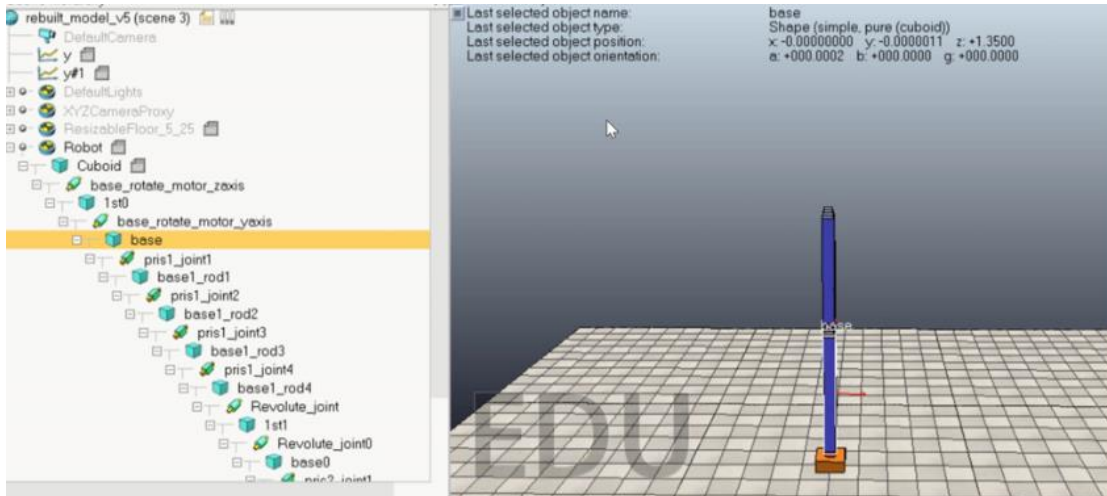 rebuilt_model_v5 (scene 3)
DefaultCamera
y
y#1
DefaultLights
XYZCameraProxy
ResizableFloor_5_25
Robot
Cuboid
base_rotate_motor_zaxis
1st0
base_rotate_motor_yaxis
base
pris1_joint1
base1_rod1
pris1_joint2
base1_rod2
pris1_joint3
base1_rod3
pris1_joint4
base1_rod4
Revolute_joint
1st1
Revolute_joint0
base0
pris2_joint1
Last selected object name: base
Last selected object type: Shape (simple, pure (cuboid))
Last selected object position: x: -0.00000000 y: -0.0000011 z: +1.3500
Last selected object orientation: a: +000.0002 b: +000.0000 g: +000.0000
base
EDU